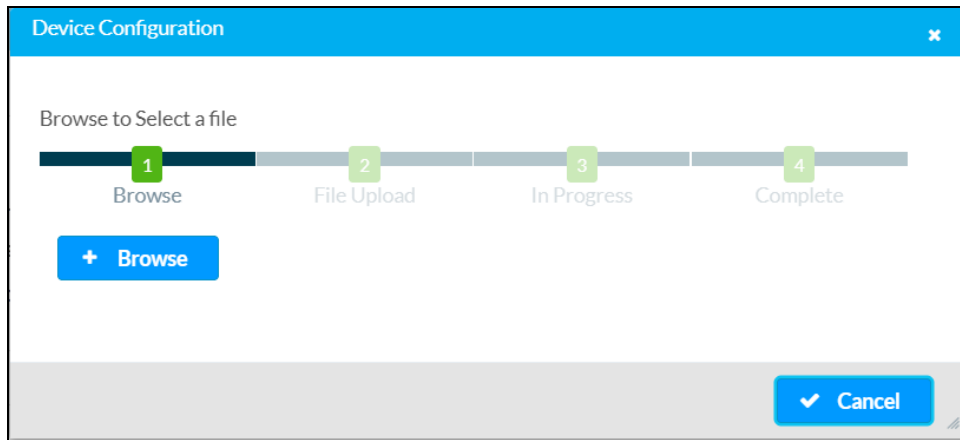 Device Configuration
Browse to Select a file
1 2 3 4
Browse File Upload In Progress Complete
+ Browse
Cancel